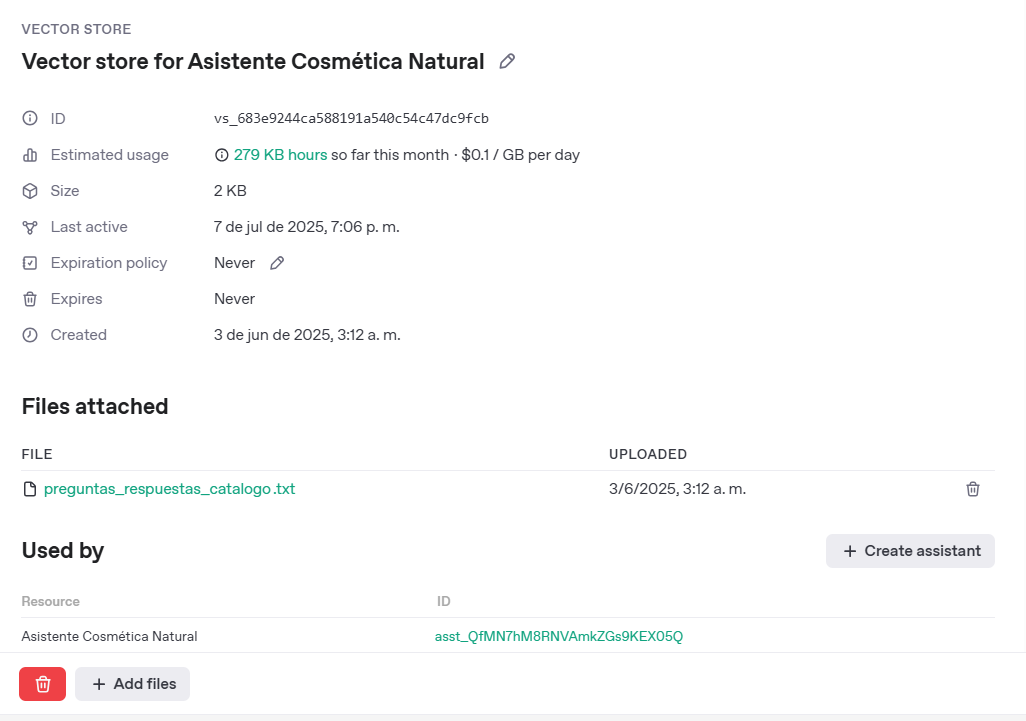 VECTOR STORE
Vector store for Asistente Cosmética Natural
ID vs_683e9244ca588191a540c54c47dc9fcb
Estimated usage 279 KB hours so far this month · $0.1 / GB per day
Size 2 KB
Last active 7 de jul de 2025, 7:06 p. m.
Expiration policy Never
Expires Never
Created 3 de jun de 2025, 3:12 a. m.
Files attached
FILE UPLOADED
preguntas_respuestas_catalogo.txt 3/6/2025, 3:12 a. m.
Used by + Create assistant
Resource ID
Asistente Cosmética Natural asst_QfMN7hM8RNVAmkZGs9KEX05Q
+ Add files